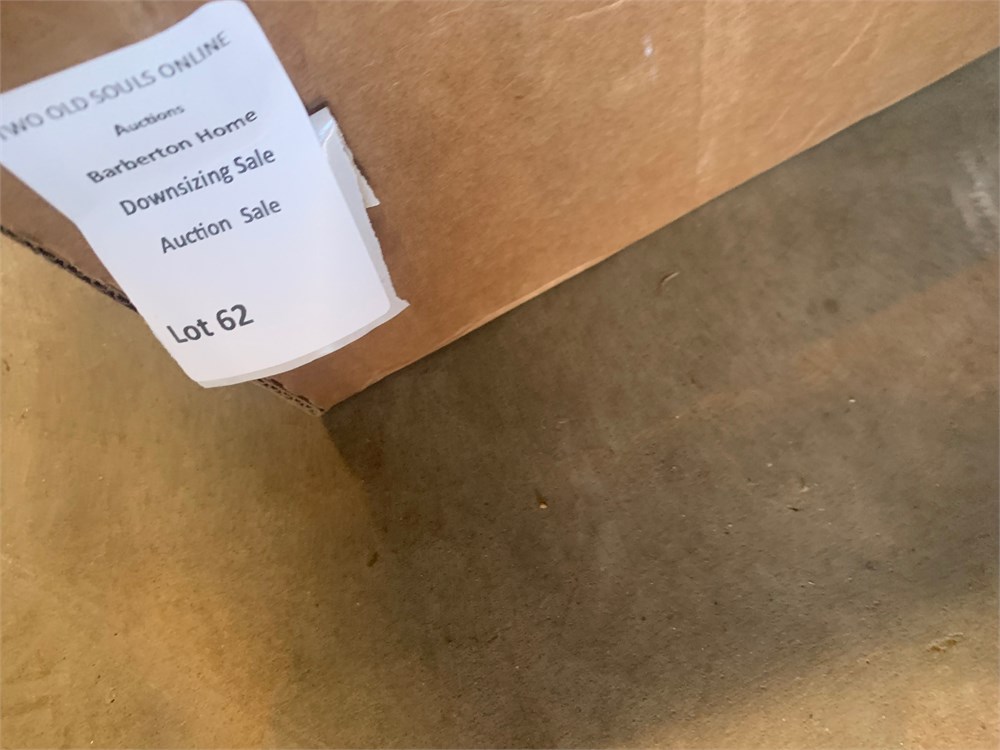 TWO OLD SOULS ONLINE
Auctions
Barberton Home
Downsizing Sale
Auction Sale
Lot 62